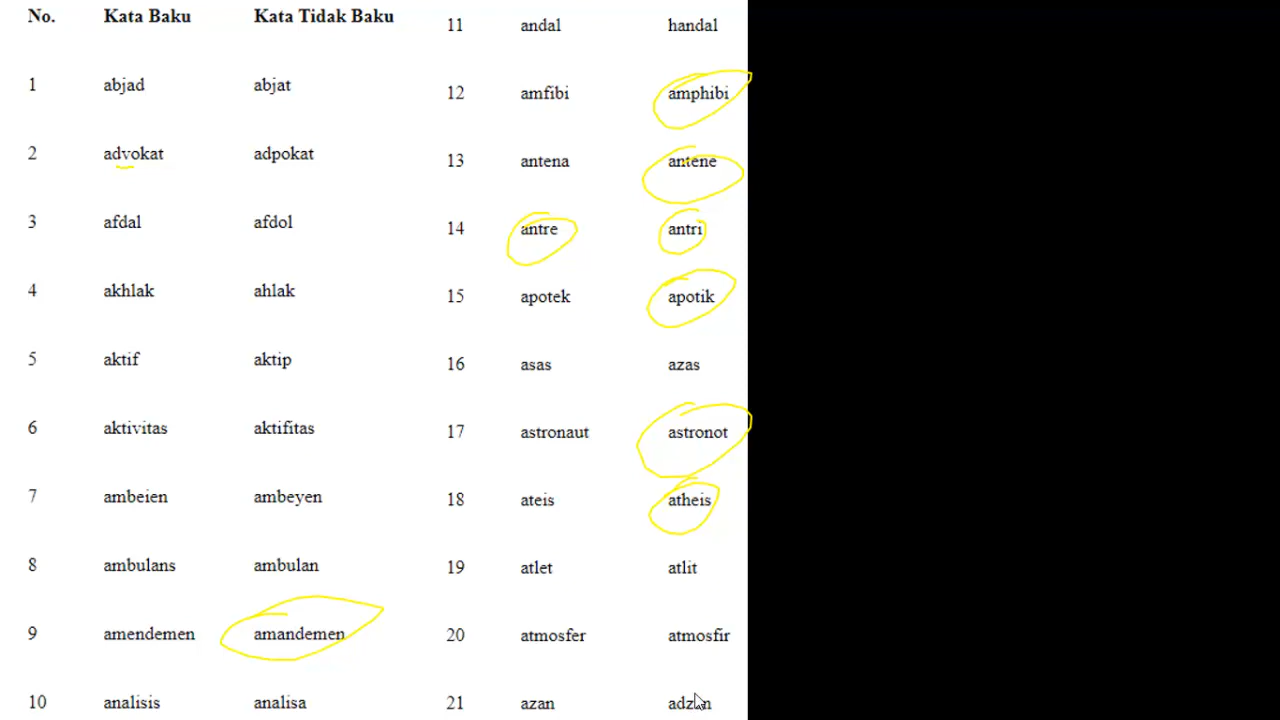 No. Kata Baku Kata Tidak Baku
1 abjad abjat
2 advokat adpokat
3 afdal afdol
4 akhlak ahlak
5 aktif aktip
6 aktivitas aktifitas
7 ambeien ambeyen
8 ambulans ambulan
9 amendemen amandemen
10 analisis analisa
11 andal handal
12 amfibi amphibi
13 antena antene
14 antre antri
15 apotek apotik
16 asas azas
17 astronaut astronot
18 ateis atheis
19 atlet atlit
20 atmosfer atmosfir
21 azan adzan